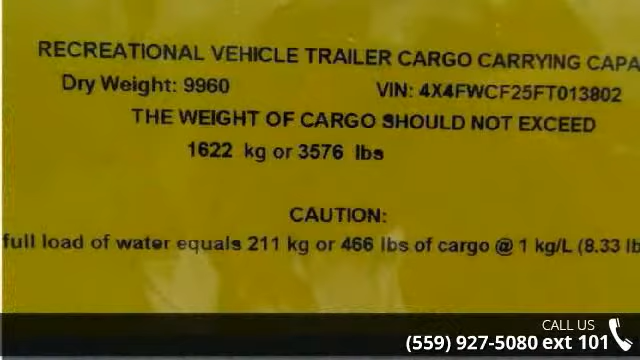 RECREATIONAL VEHICLE TRAILER CARGO CARRYING CAPA
Dry Weight: 9960 VIN: 4X4FWCF25FT013802
THE WEIGHT OF CARGO SHOULD NOT EXCEED
1622 kg or 3576 lbs
CAUTION:
full load of water equals 211 kg or 466 lbs of cargo @ 1 kg/L (8.33 lb
CALL US
(559) 927-5080 ext 101